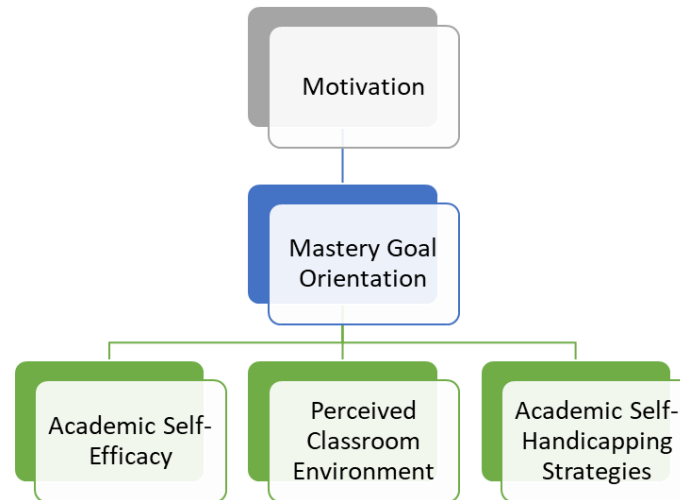 Motivation
Mastery Goal
Orientation
Academic Self-
Efficacy
Perceived
Classroom
Environment
Academic Self-
Handicapping
Strategies